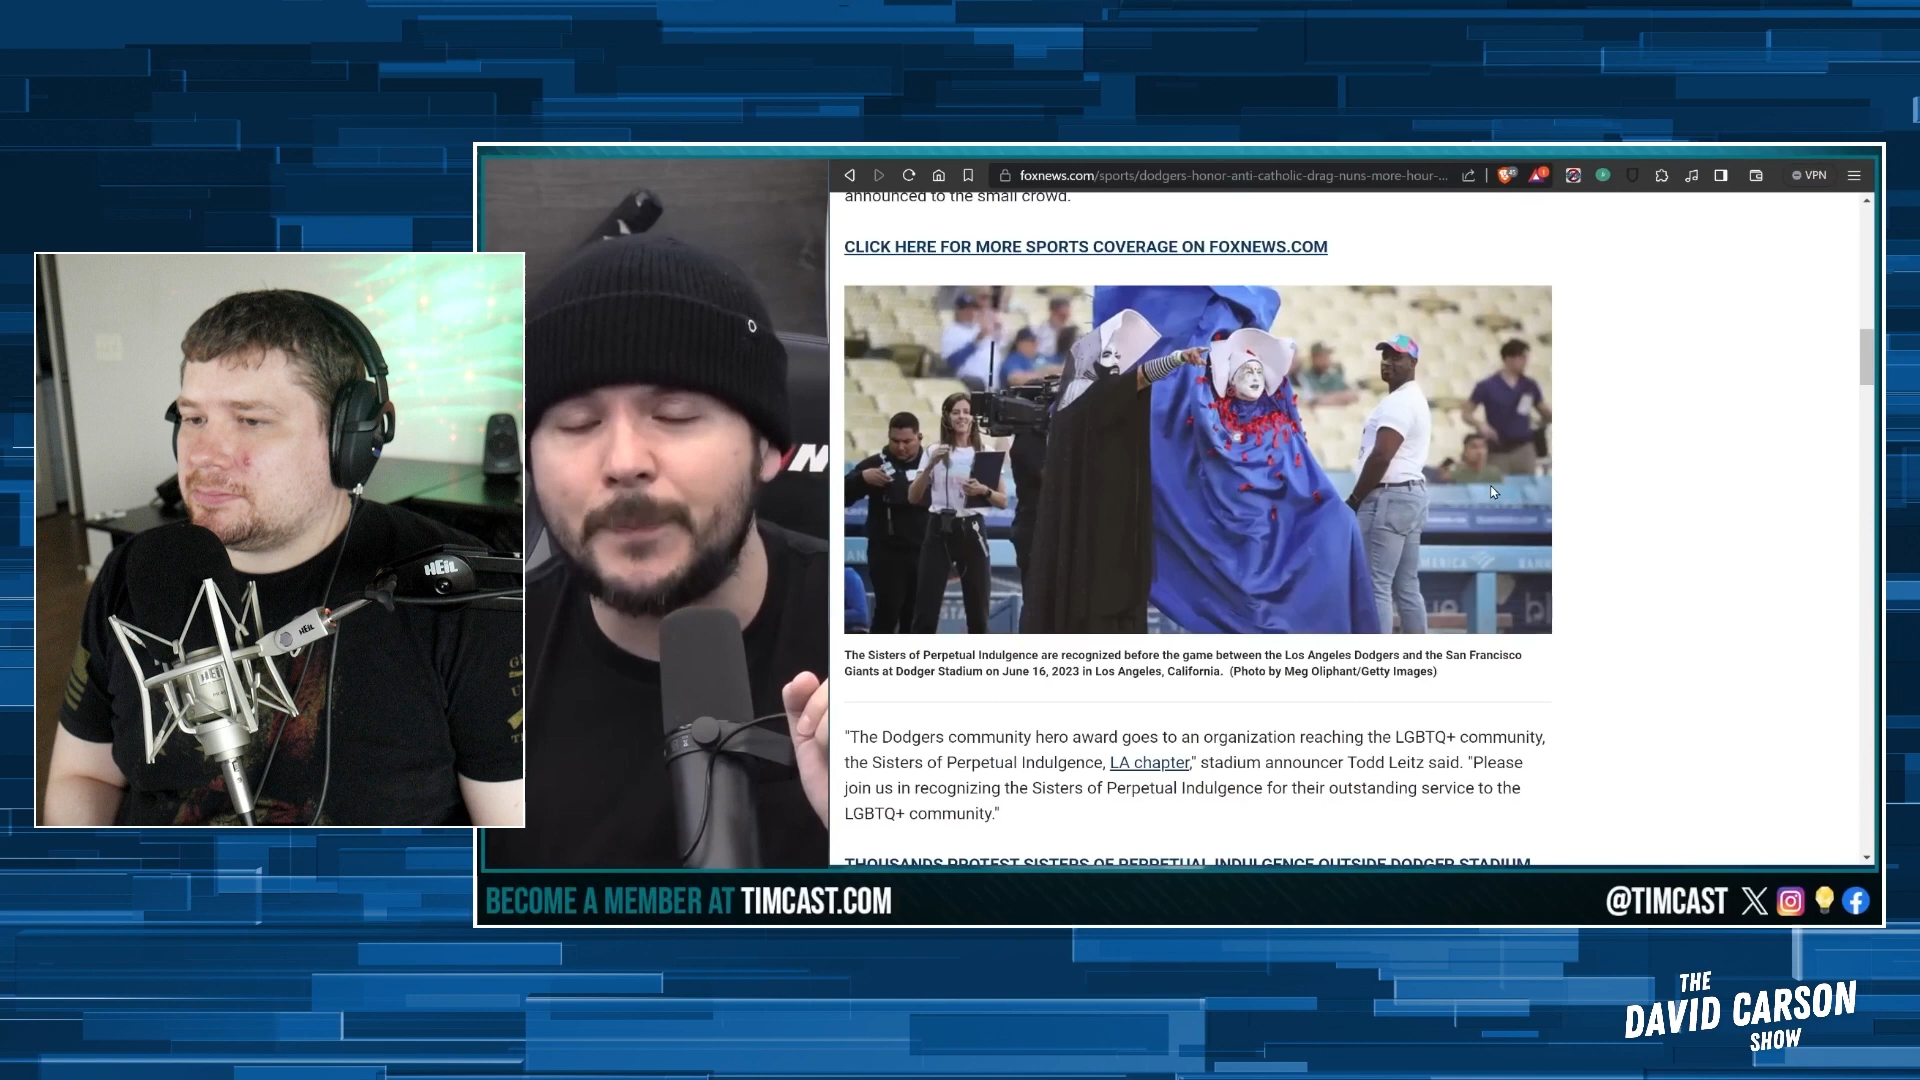 foxnews.com/sports/dodgers-honor-anti-catholic-drag-nuns-more-hour-...
VPN
announced to the small crowd.
CLICK HERE FOR MORE SPORTS COVERAGE ON FOXNEWS.COM
The Sisters of Perpetual Indulgence are recognized before the game between the Los Angeles Dodgers and the San Francisco
Giants at Dodger Stadium on June 16, 2023 in Los Angeles, California. (Photo by Meg Oliphant/Getty Images)
"The Dodgers community hero award goes to an organization reaching the LGBTQ+ community,
the Sisters of Perpetual Indulgence, LA chapter," stadium announcer Todd Leitz said. "Please
join us in recognizing the Sisters of Perpetual Indulgence for their outstanding service to the
LGBTQ+ community."
THOUSANDS PROTEST SISTERS OF PERPETUAL INDULGENCE OUTSIDE DODGER STADIUM
HEiL
HEiL
BECOME A MEMBER AT TIMCAST.COM
@TIMCAST
THE
DAVID CARSON
SHOW